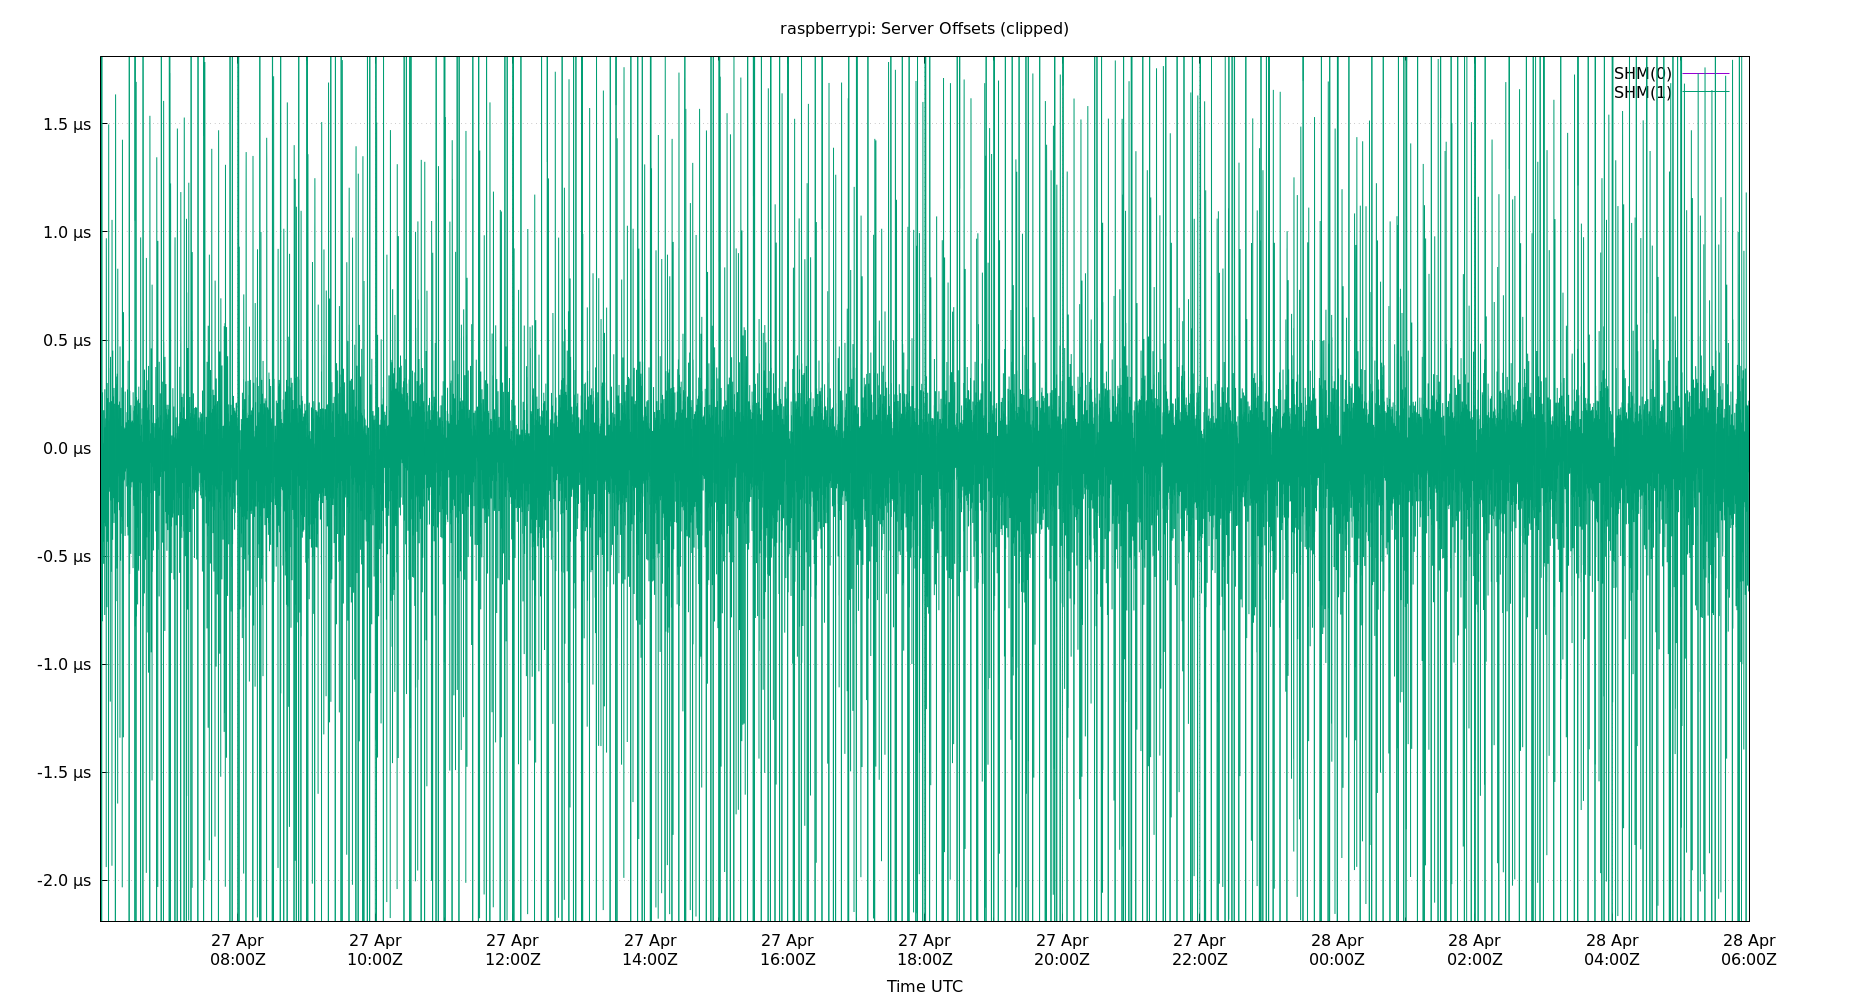 raspberrypi: Server Offsets (clipped)
SHM(0)
SHM(1)
1.5 µs
1.0 µs
0.5 µs
0.0 µs
-0.5 µs
-1.0 µs
-1.5 µs
-2.0 µs
27 Apr 27 Apr 27 Apr 27 Apr 27 Apr 27 Apr 27 Apr 27 Apr 28 Apr 28 Apr 28 Apr 28 Apr
08:00Z 10:00Z 12:00Z 14:00Z 16:00Z 18:00Z 20:00Z 22:00Z 00:00Z 02:00Z 04:00Z 06:00Z
Time UTC